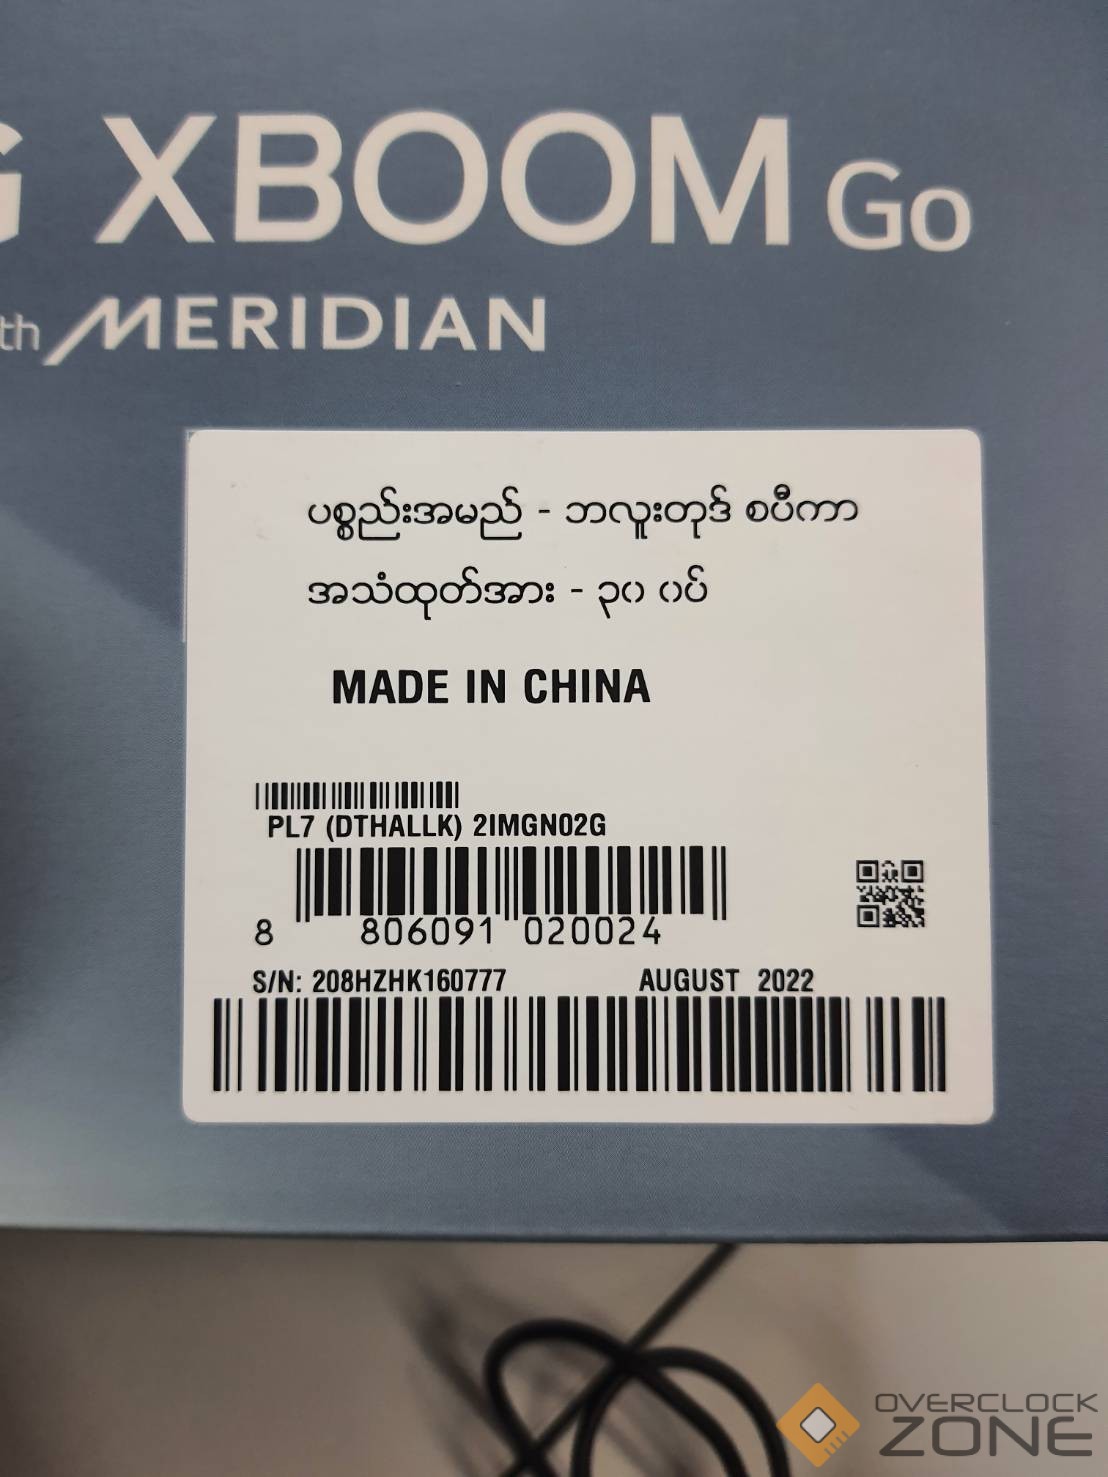 G XBOOM Go
th MERIDIAN
ပစ္စည်းအမည် - ဘလူးတုဒ် စပီကာ
အသံထုတ်အား - ၃၀ ဝပ်
MADE IN CHINA
PL7 (DTHALLK) 2IMGN02G
8 806091 020024
S/N: 208HZHK160777 AUGUST 2022
OVERCLOCK
ZONE